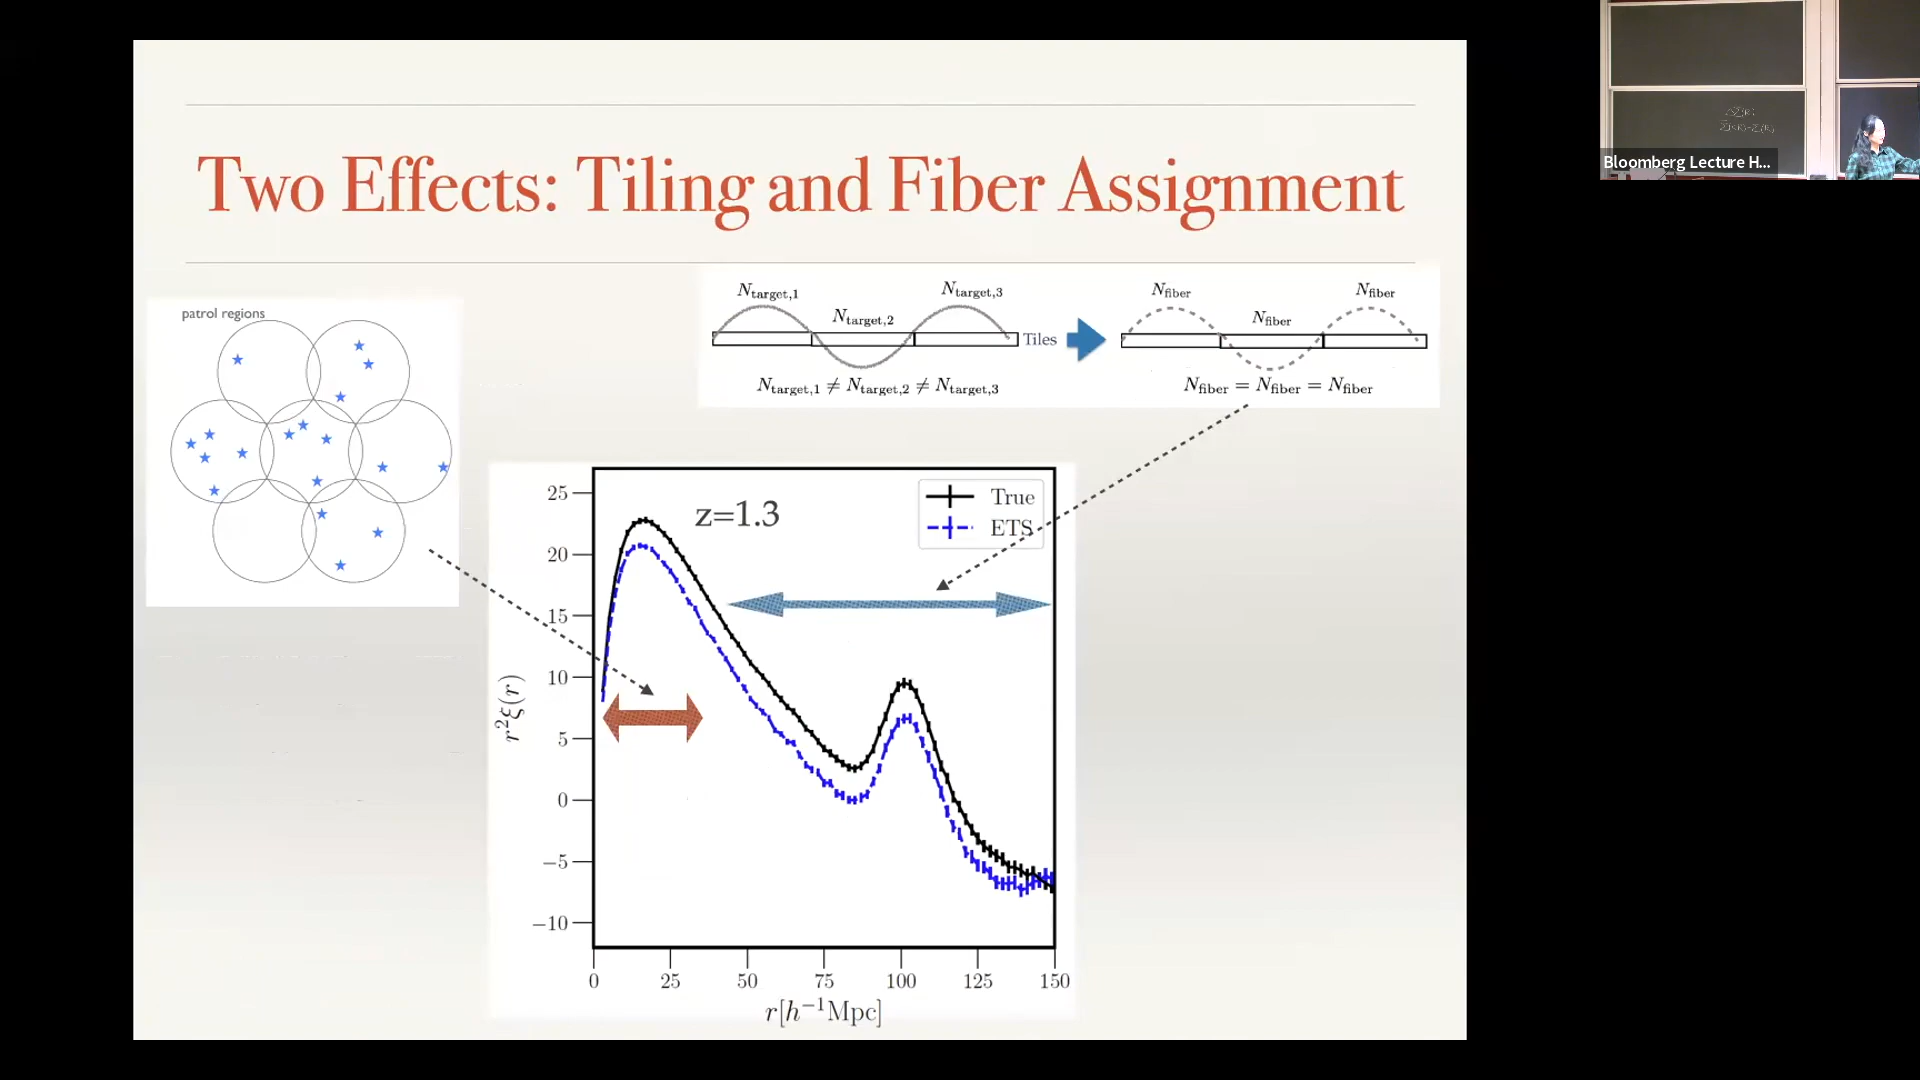 Two Effects: Tiling and Fiber Assignment
patrol regions
N_target,1
N_target,2
N_target,3
Tiles
N_target,1 ≠ N_target,2 ≠ N_target,3
N_fiber
N_fiber
N_fiber
N_fiber = N_fiber = N_fiber
z=1.3
True
ETS
25
20
15
10
5
0
−5
−10
r²ξ(r)
0 25 50 75 100 125 150
r[h⁻¹Mpc]
Bloomberg Lecture H...